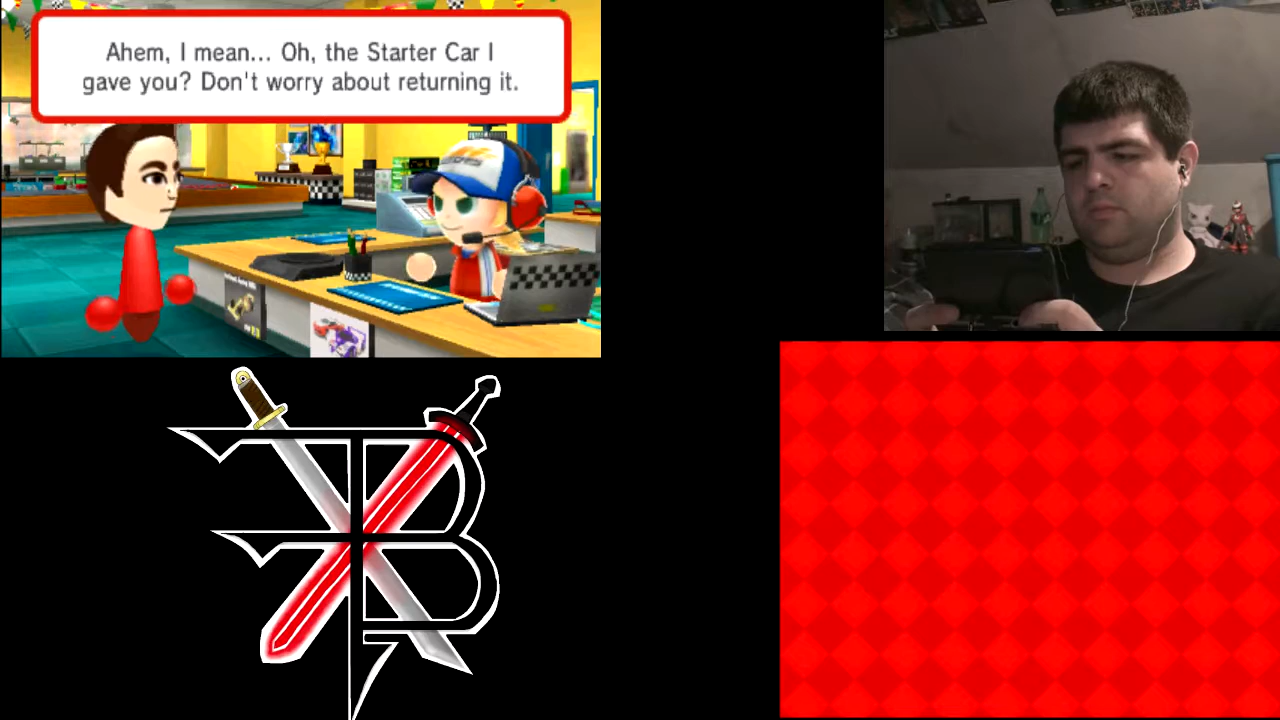 Ahem, I mean... Oh, the Starter Car I
gave you? Don't worry about returning it.